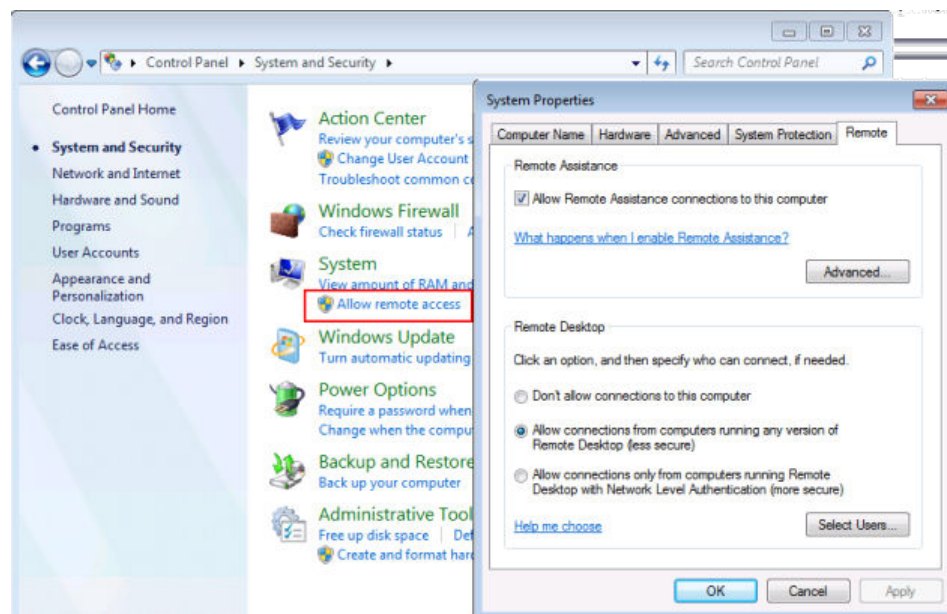 Control Panel
System and Security
Search Control Panel
Control Panel Home
System and Security
Network and Internet
Hardware and Sound
Programs
User Accounts
Appearance and
Personalization
Clock, Language, and Region
Ease of Access
Action Center
Review your computer's s
Change User Account
Troubleshoot common c
Windows Firewall
Check firewall status
System
View amount of RAM and
Allow remote access
Windows Update
Turn automatic updating
Power Options
Require a password when
Change when the compu
Backup and Restore
Back up your computer
Administrative Tool
Free up disk space Def
Create and format hard
System Properties
Computer Name Hardware Advanced System Protection Remote
Remote Assistance
Allow Remote Assistance connections to this computer
What happens when I enable Remote Assistance?
Advanced...
Remote Desktop
Click an option, and then specify who can connect, if needed.
Don't allow connections to this computer
Allow connections from computers running any version of
Remote Desktop (less secure)
Allow connections only from computers running Remote
Desktop with Network Level Authentication (more secure)
Help me choose
Select Users...
OK Cancel Apply